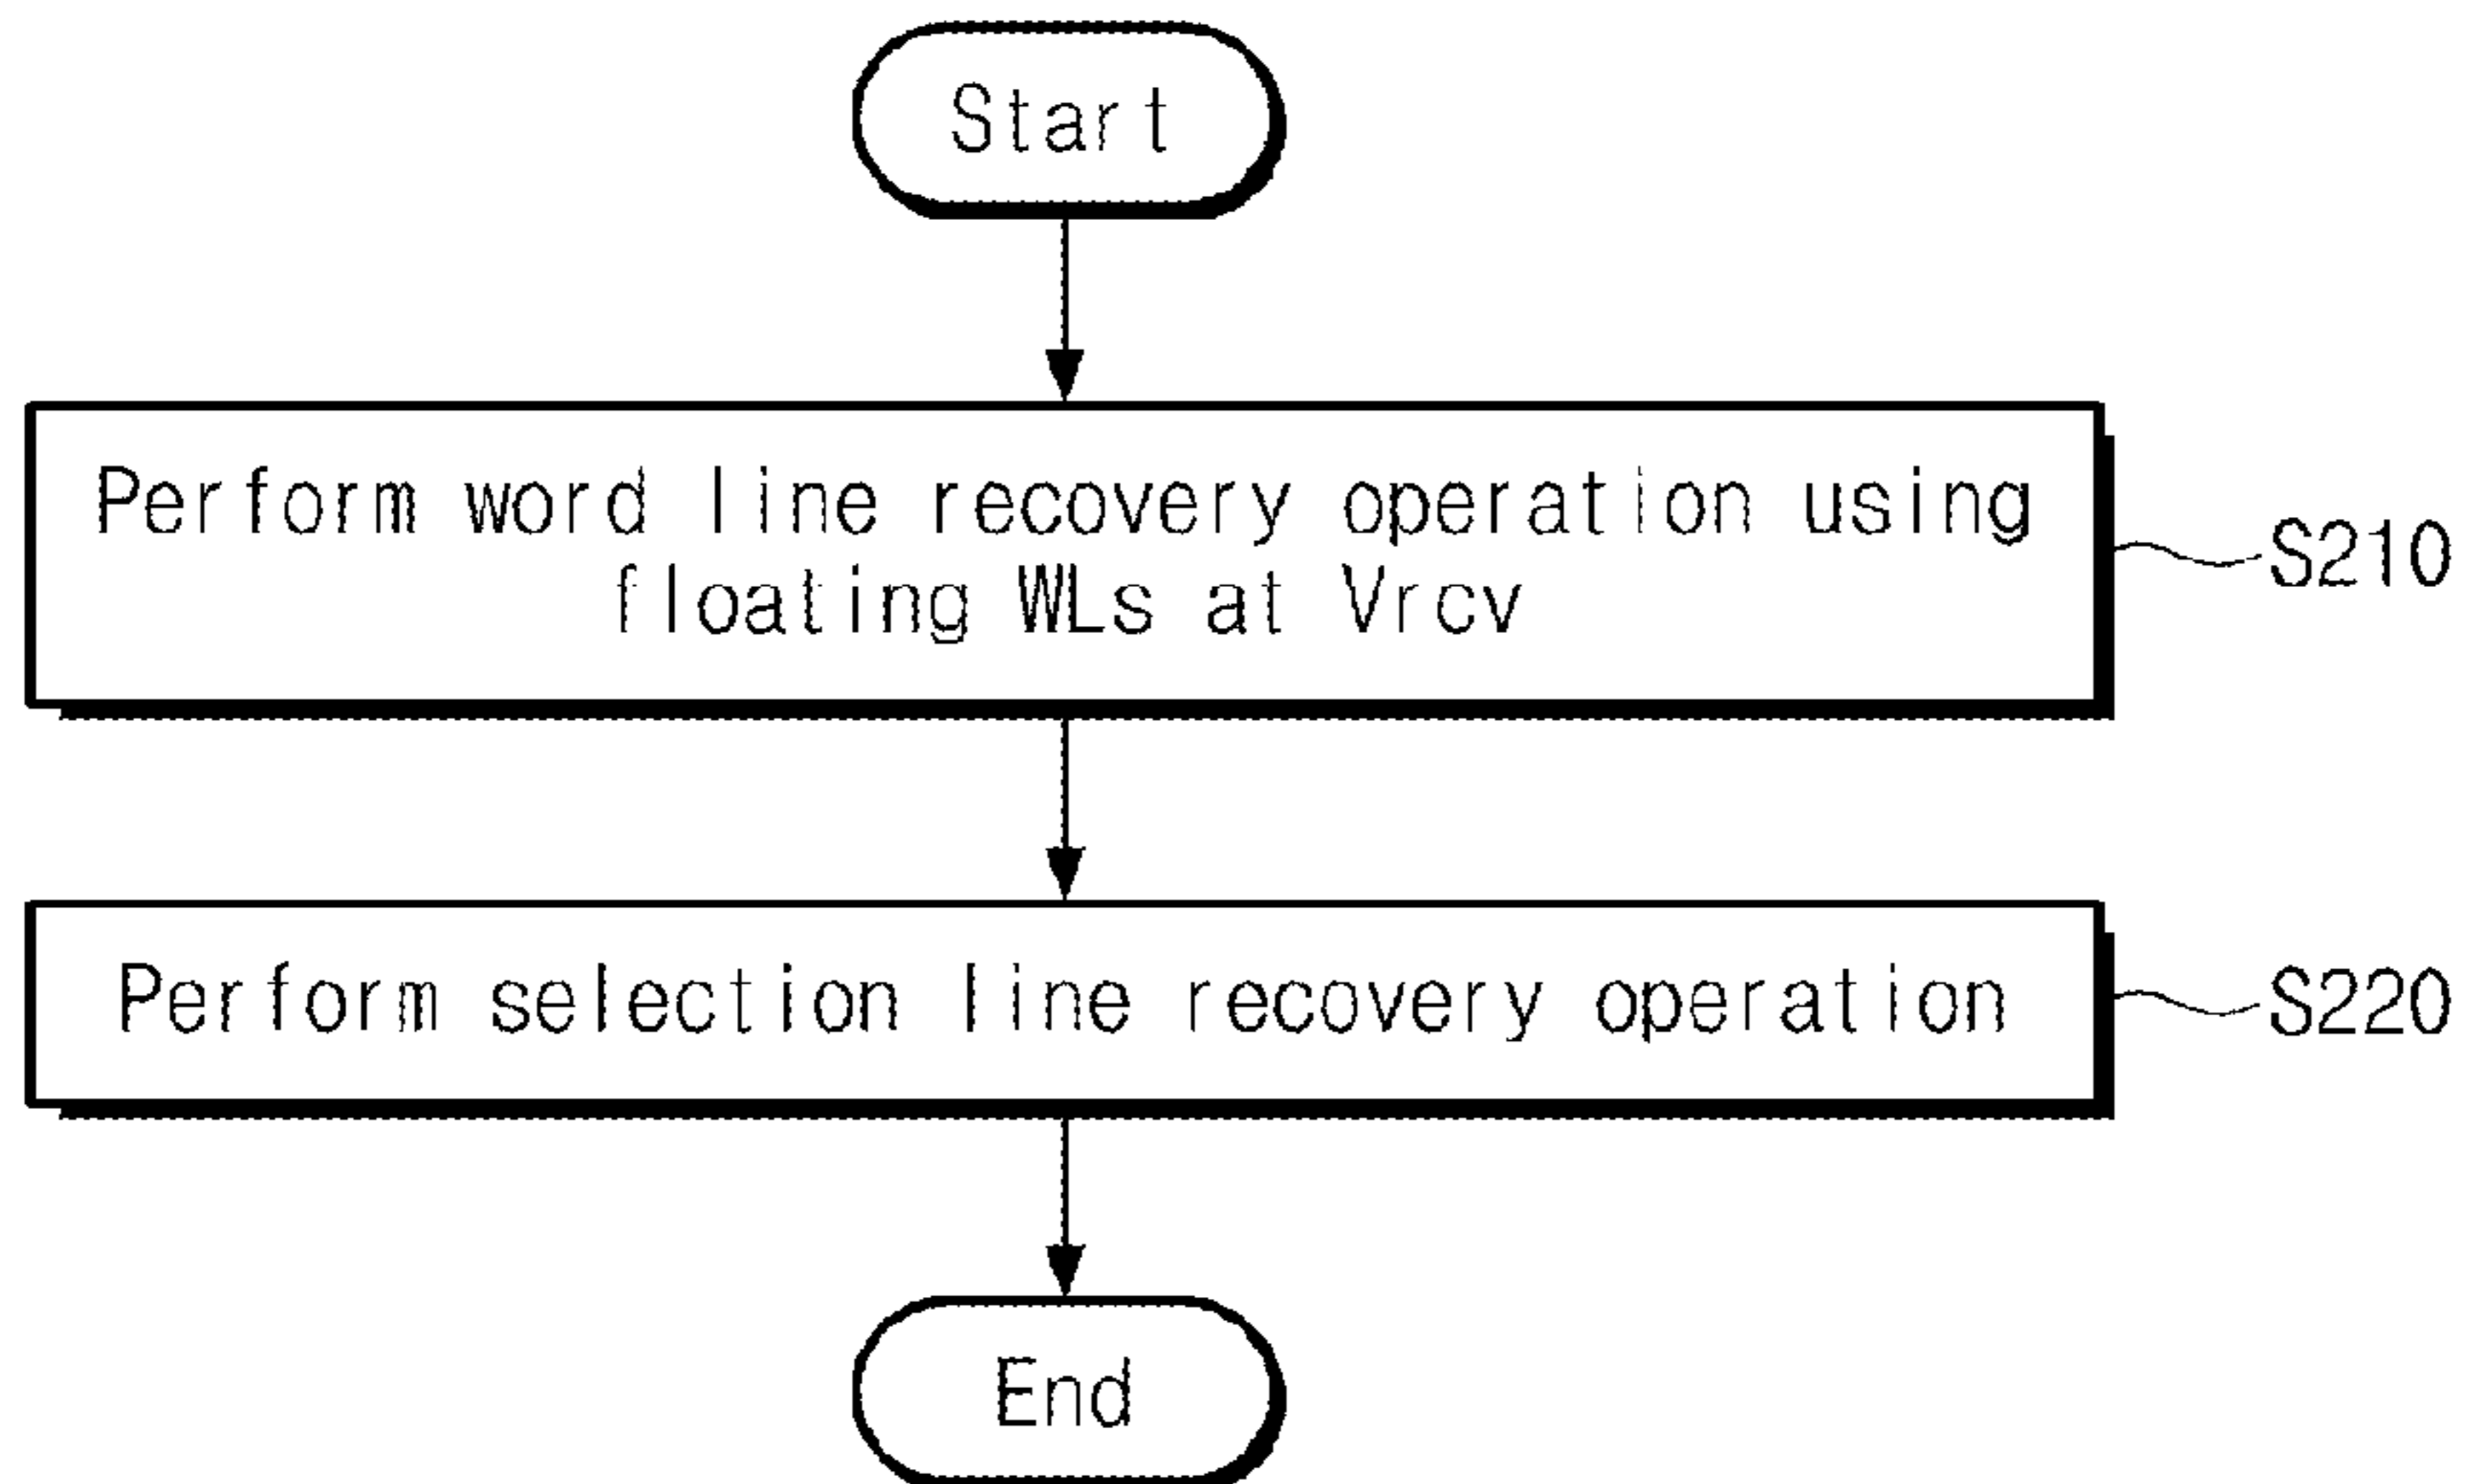 Start
Perform word line recovery operation using
floating WLs at Vrcv
S210
Perform selection line recovery operation
S220
End